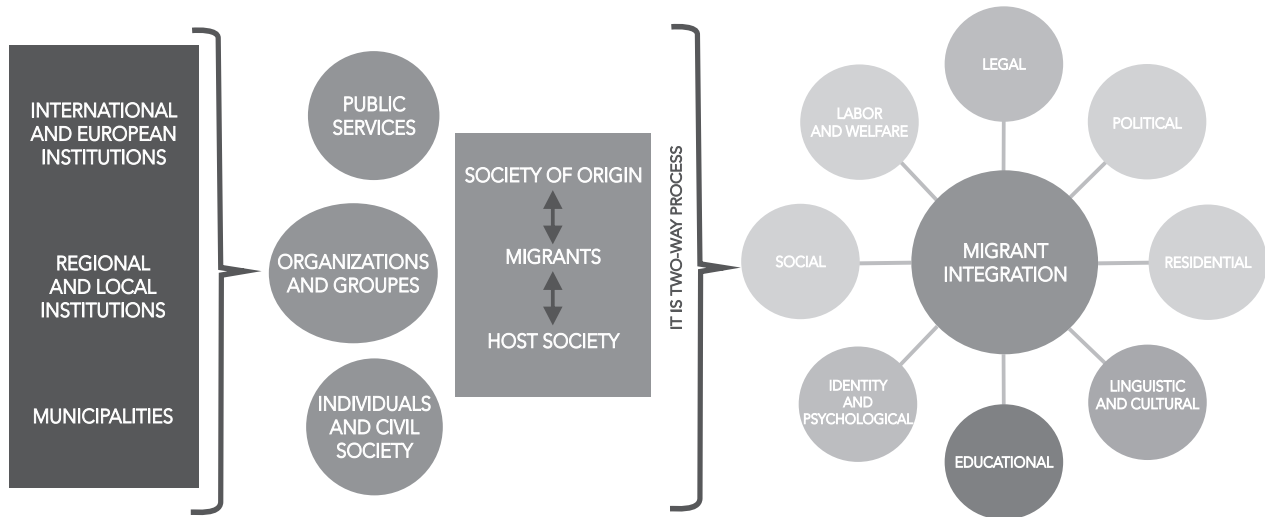 INTERNATIONAL
AND EUROPEAN
INSTITUTIONS
REGIONAL
AND LOCAL
INSTITUTIONS
MUNICIPALITIES
PUBLIC
SERVICES
ORGANIZATIONS
AND GROUPES
INDIVIDUALS
AND CIVIL
SOCIETY
SOCIETY OF ORIGIN
MIGRANTS
HOST SOCIETY
IT IS TWO-WAY PROCESS
MIGRANT
INTEGRATION
LEGAL
POLITICAL
RESIDENTIAL
LINGUISTIC
AND CULTURAL
EDUCATIONAL
IDENTITY
AND
PSYCHOLOGICAL
SOCIAL
LABOR
AND WELFARE